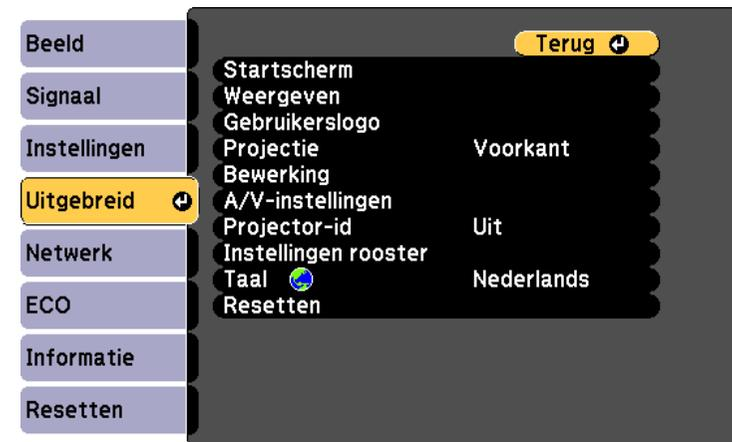 Beeld
Signaal
Instellingen
Uitgebreid
Netwerk
ECO
Informatie
Resetten
Terug
Startscherm
Weergeven
Gebruikerslogo
Projectie Voorkant
Bewerking
A/V-instellingen
Projector-id Uit
Instellingen rooster
Taal Nederlands
Resetten